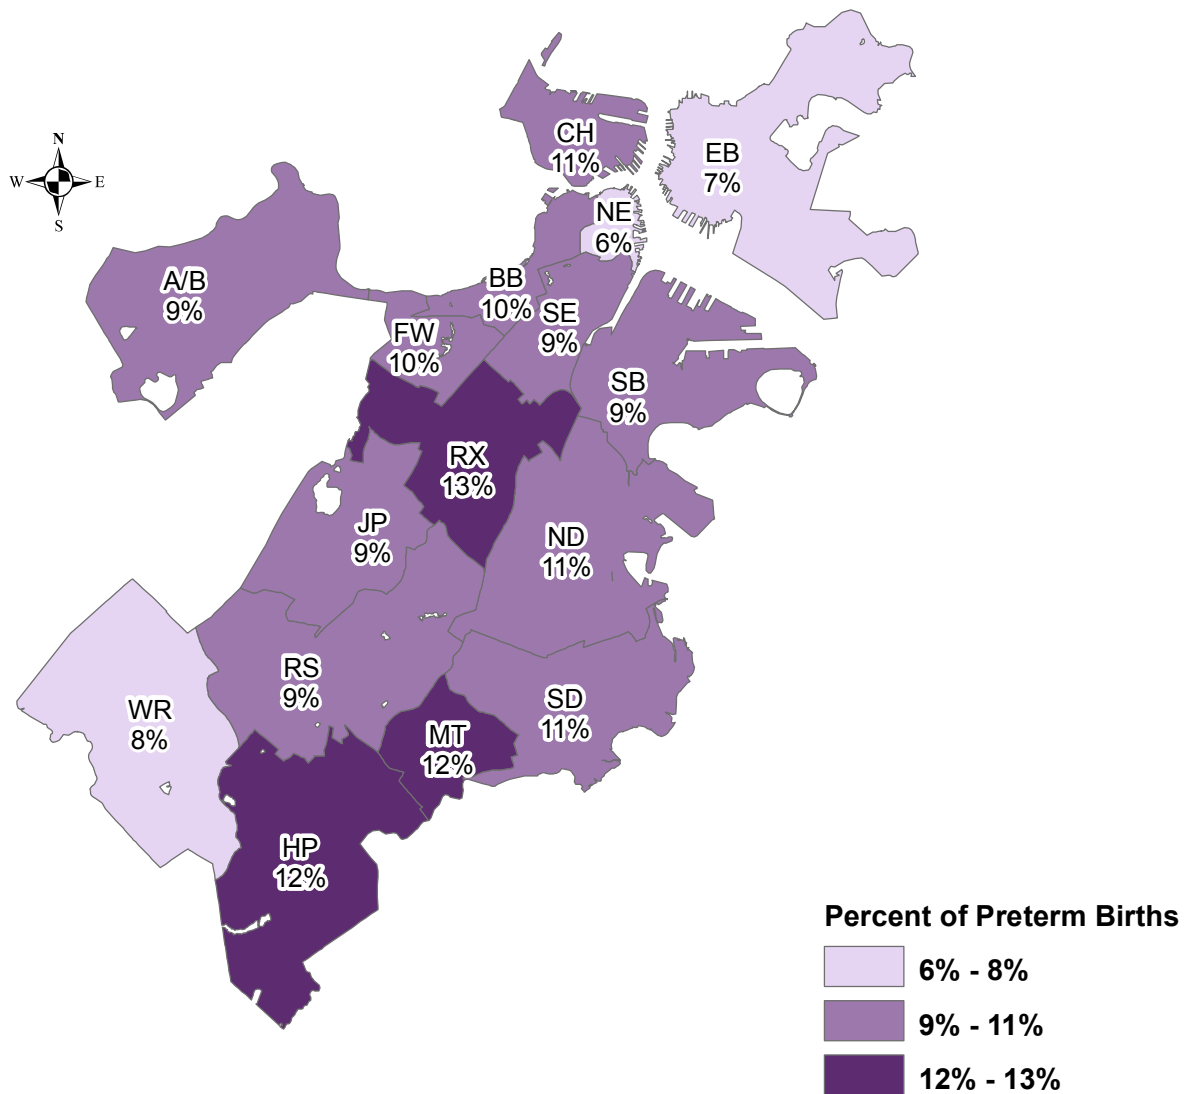 N
W E
S
CH
11%
EB
7%
NE
6%
A/B
9%
BB
10%
SE
9%
FW
10%
SB
9%
RX
13%
JP
9%
ND
11%
RS
9%
WR
8%
SD
11%
MT
12%
HP
12%
Percent of Preterm Births
6% - 8%
9% - 11%
12% - 13%